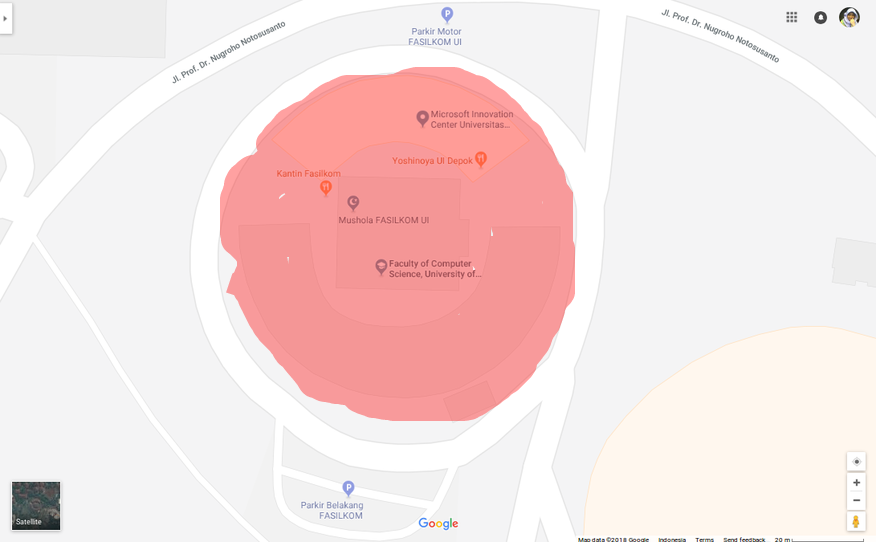 Parkir Motor
FASILKOM UI
Jl. Prof. Dr. Nugroho Notosusanto
Jl. Prof. Dr. Nugroho Notosusanto
Microsoft Innovation
Center Universitas...
Yoshinoya UI Depok
Kantin Fasilkom
Mushola FASILKOM UI
Faculty of Computer
Science, University of...
P
P
Parkir Belakang
FASILKOM
Satellite
Google
Map data ©2018 Google Indonesia Terms Send feedback 20 m